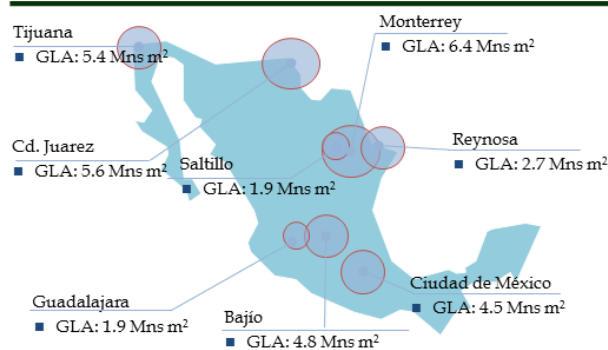 Tijuana
■ GLA: 5.4 Mns m²
Monterrey
■ GLA: 6.4 Mns m²
Cd. Juarez
■ GLA: 5.6 Mns m²
Saltillo
■ GLA: 1.9 Mns m²
Reynosa
■ GLA: 2.7 Mns m²
Guadalajara
■ GLA: 1.9 Mns m²
Bajío
■ GLA: 4.8 Mns m²
Ciudad de México
■ GLA: 4.5 Mns m²